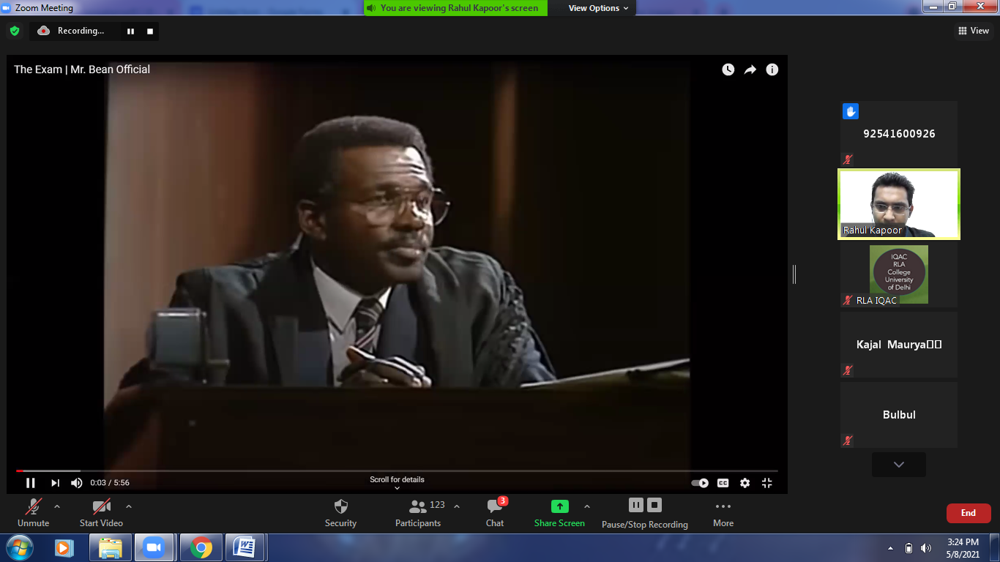 Zoom Meeting
You are viewing Rahul Kapoor's screen
View Options
Recording...
View
The Exam | Mr. Bean Official
92541600926
Rahul Kapoor
IQAC
RLA
College
University
of Delhi
RLA IQAC
Kajal Maurya
Bulbul
0:03 / 5:56
Scroll for details
CC
Unmute
Start Video
Security
123
Participants
3
Chat
Share Screen
Pause/Stop Recording
More
End
3:24 PM
5/8/2021